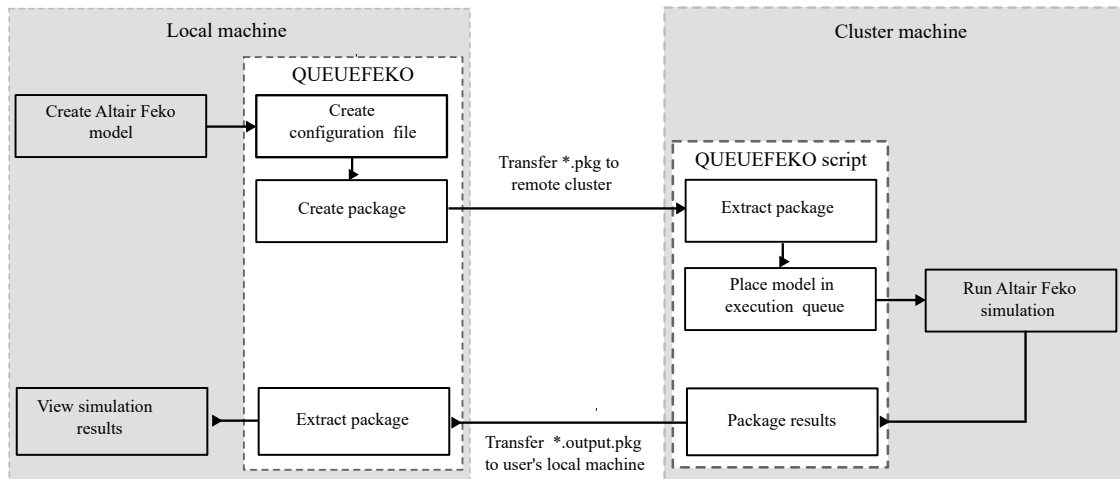 Local machine
Cluster machine
QUEUEFEKO
Create Altair Feko
model
Create
configuration file
Create package
Transfer *.pkg to
remote cluster
QUEUEFEKO script
Extract package
Place model in
execution queue
Run Altair Feko
simulation
View simulation
results
Extract package
Transfer *.output.pkg
to user's local machine
Package results